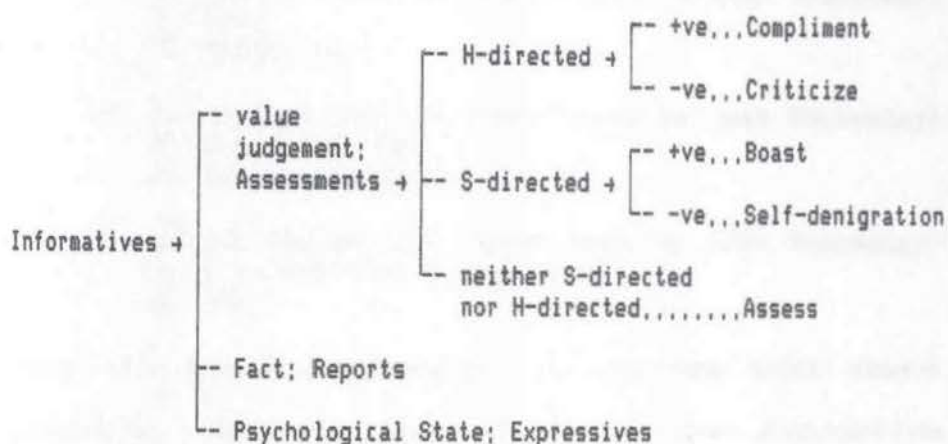 +ve...Compliment
H-directed →
-ve...Criticize
value
judgement:
Assessments →
+ve...Boast
S-directed →
-ve...Self-denigration
Informatives →
neither S-directed
nor H-directed........Assess
Fact: Reports
Psychological State: Expressives